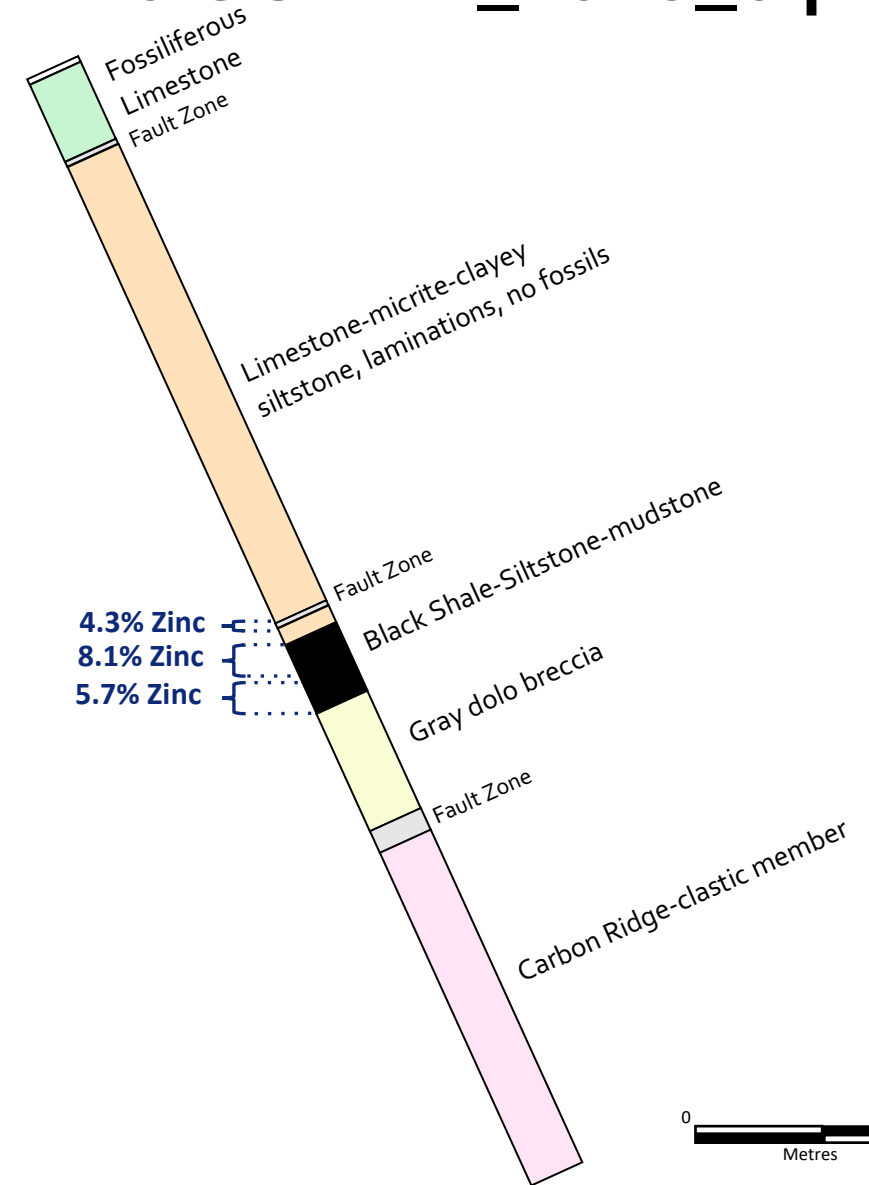 Fossiliferous
Limestone
Fault Zone
Limestone-micrite-clayey
siltstone, laminations, no fossils
Fault Zone
Black Shale-Siltstone-mudstone
4.3% Zinc
8.1% Zinc
5.7% Zinc
Gray dolo breccia
Fault Zone
Carbon Ridge-clastic member
0
Metres